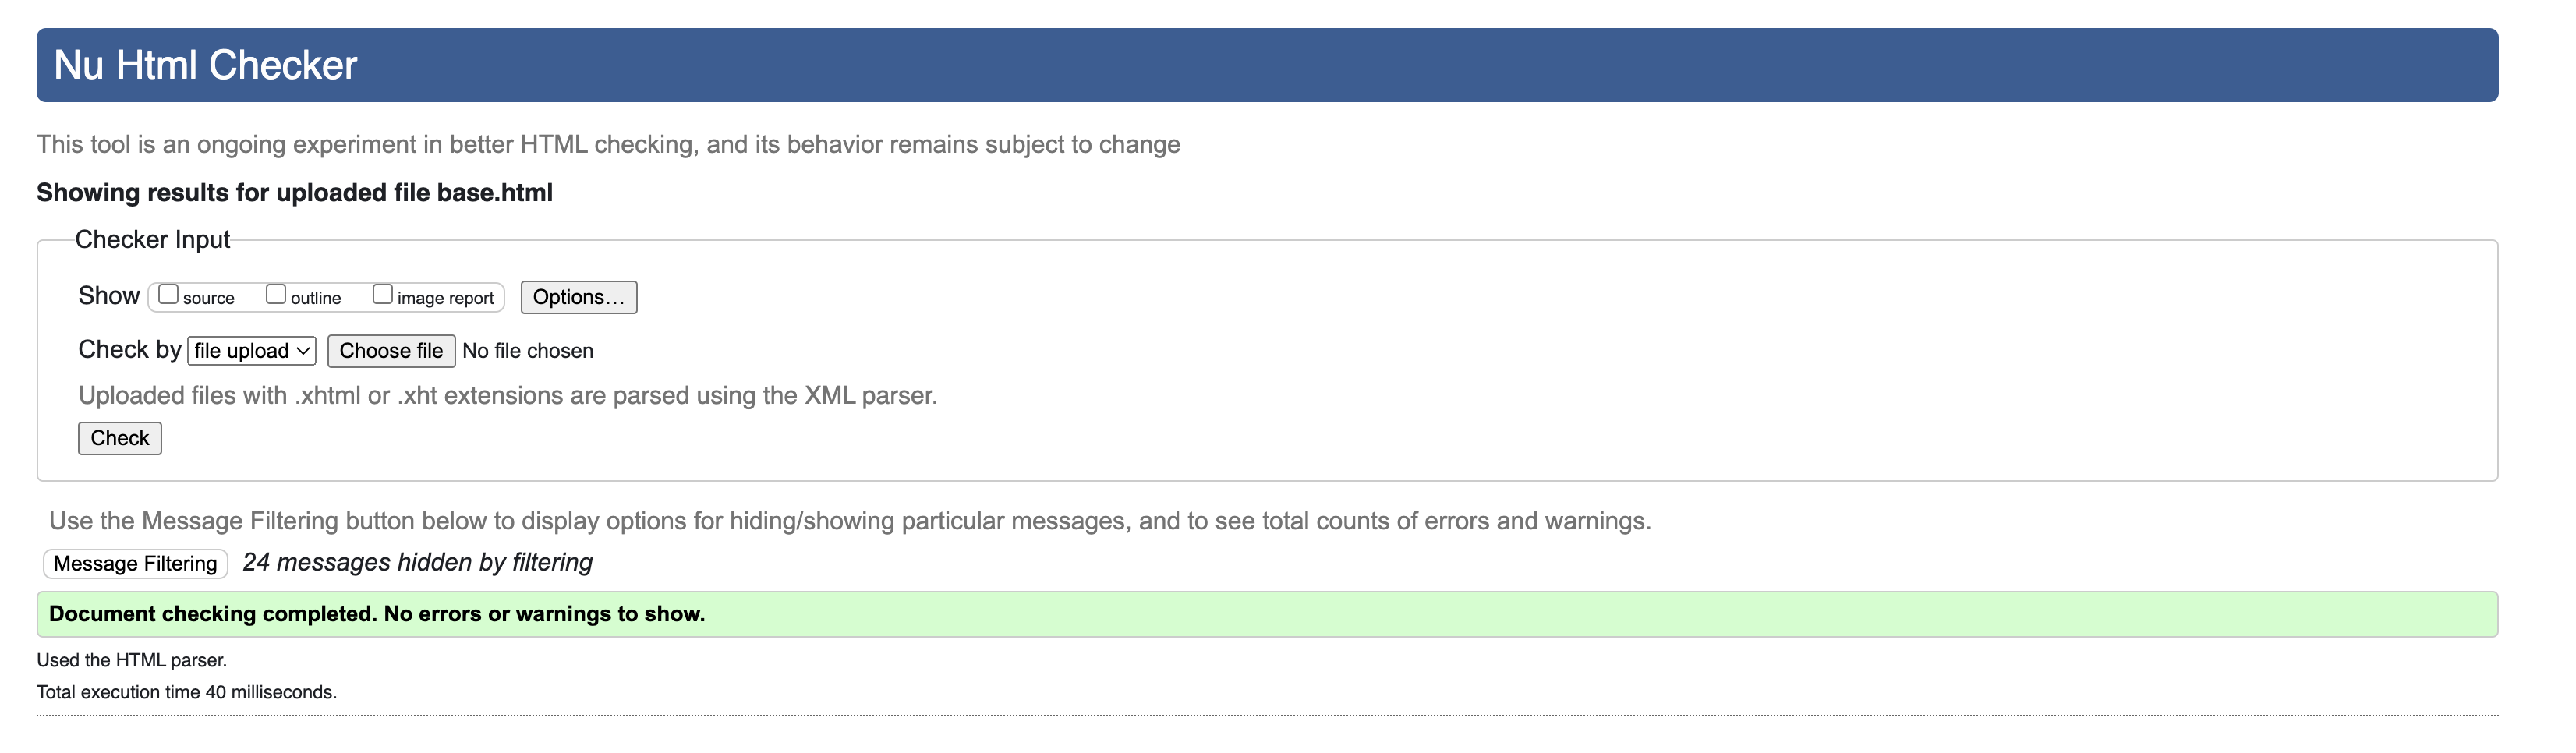 Nu Html Checker
This tool is an ongoing experiment in better HTML checking, and its behavior remains subject to change
Showing results for uploaded file base.html
Checker Input
Show source outline image report Options...
Check by file upload Choose file No file chosen
Uploaded files with .xhtml or .xht extensions are parsed using the XML parser.
Check
Use the Message Filtering button below to display options for hiding/showing particular messages, and to see total counts of errors and warnings.
Message Filtering 24 messages hidden by filtering
Document checking completed. No errors or warnings to show.
Used the HTML parser.
Total execution time 40 milliseconds.